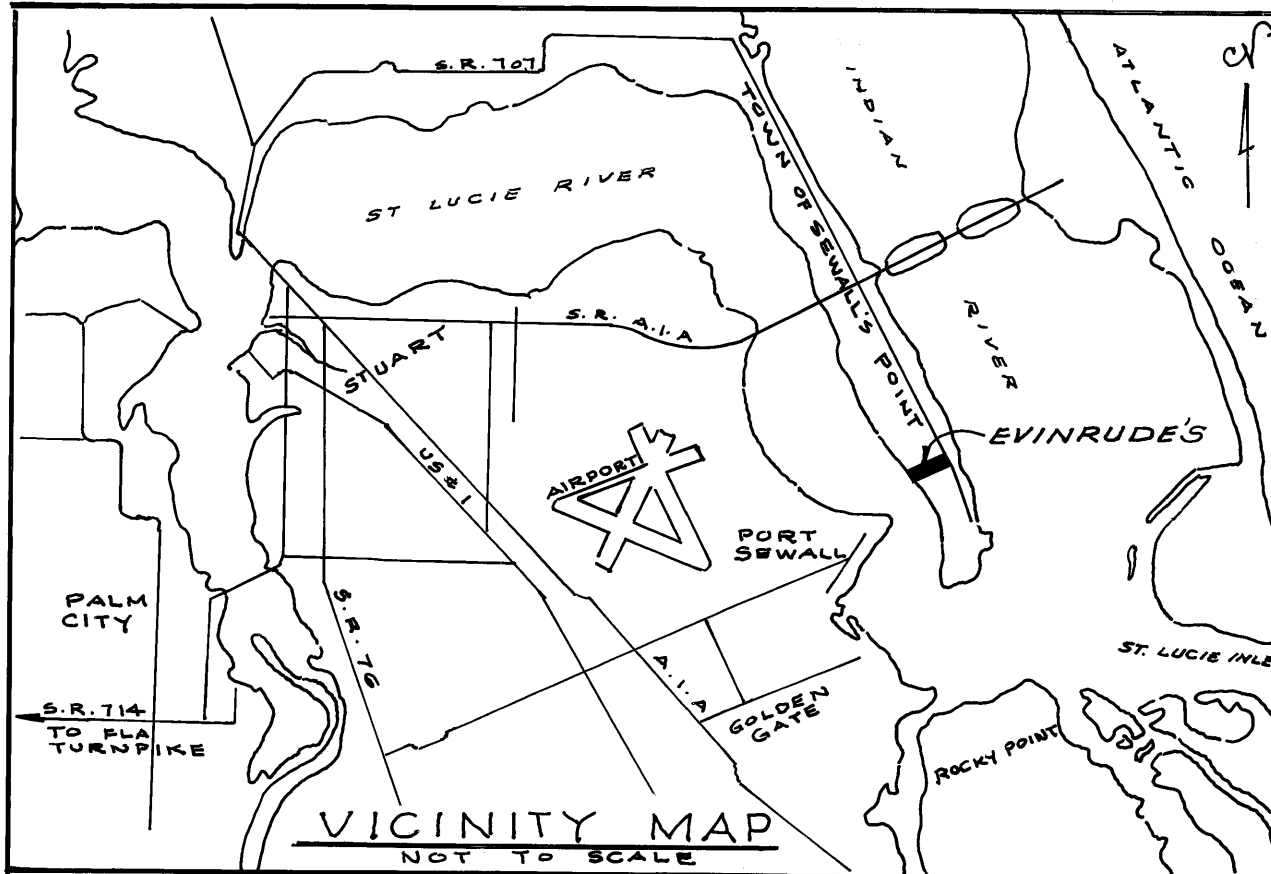 S.R. 707
INDIAN
ATLANTIC
OCEAN
N
TOWN OF SEWALL'S POINT
ST LUCIE RIVER
RIVER
S.R. A.1.A
STUART
EVINRUDE'S
US # 1
AIRPORT
PORT
SEWALL
PALM
CITY
S.R. 76
ST. LUCIE INLE
A.1.A
GOLDEN
GATE
S.R. 714
TO FLA
TURNPIKE
ROCKY POINT
VICINITY MAP
NOT TO SCALE